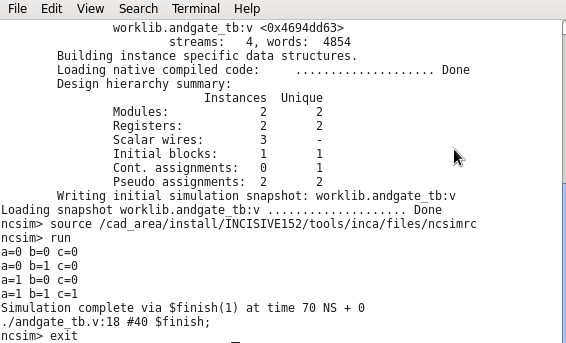 File Edit View Search Terminal Help
worklib.andgate_tb:v <0x4694dd63>
streams: 4, words: 4854
Building instance specific data structures.
Loading native compiled code: .................... Done
Design hierarchy summary:
Instances Unique
Modules: 2 2
Registers: 2 2
Scalar wires: 3 -
Initial blocks: 1 1
Cont. assignments: 0 1
Pseudo assignments: 2 2
Writing initial simulation snapshot: worklib.andgate_tb:v
Loading snapshot worklib.andgate_tb:v .................... Done
ncsim> source /cad_area/install/INCISIVE152/tools/inca/files/ncsimrc
ncsim> run
a=0 b=0 c=0
a=0 b=1 c=0
a=1 b=0 c=0
a=1 b=1 c=1
Simulation complete via $finish(1) at time 70 NS + 0
./andgate_tb.v:18 #40 $finish;
ncsim> exit